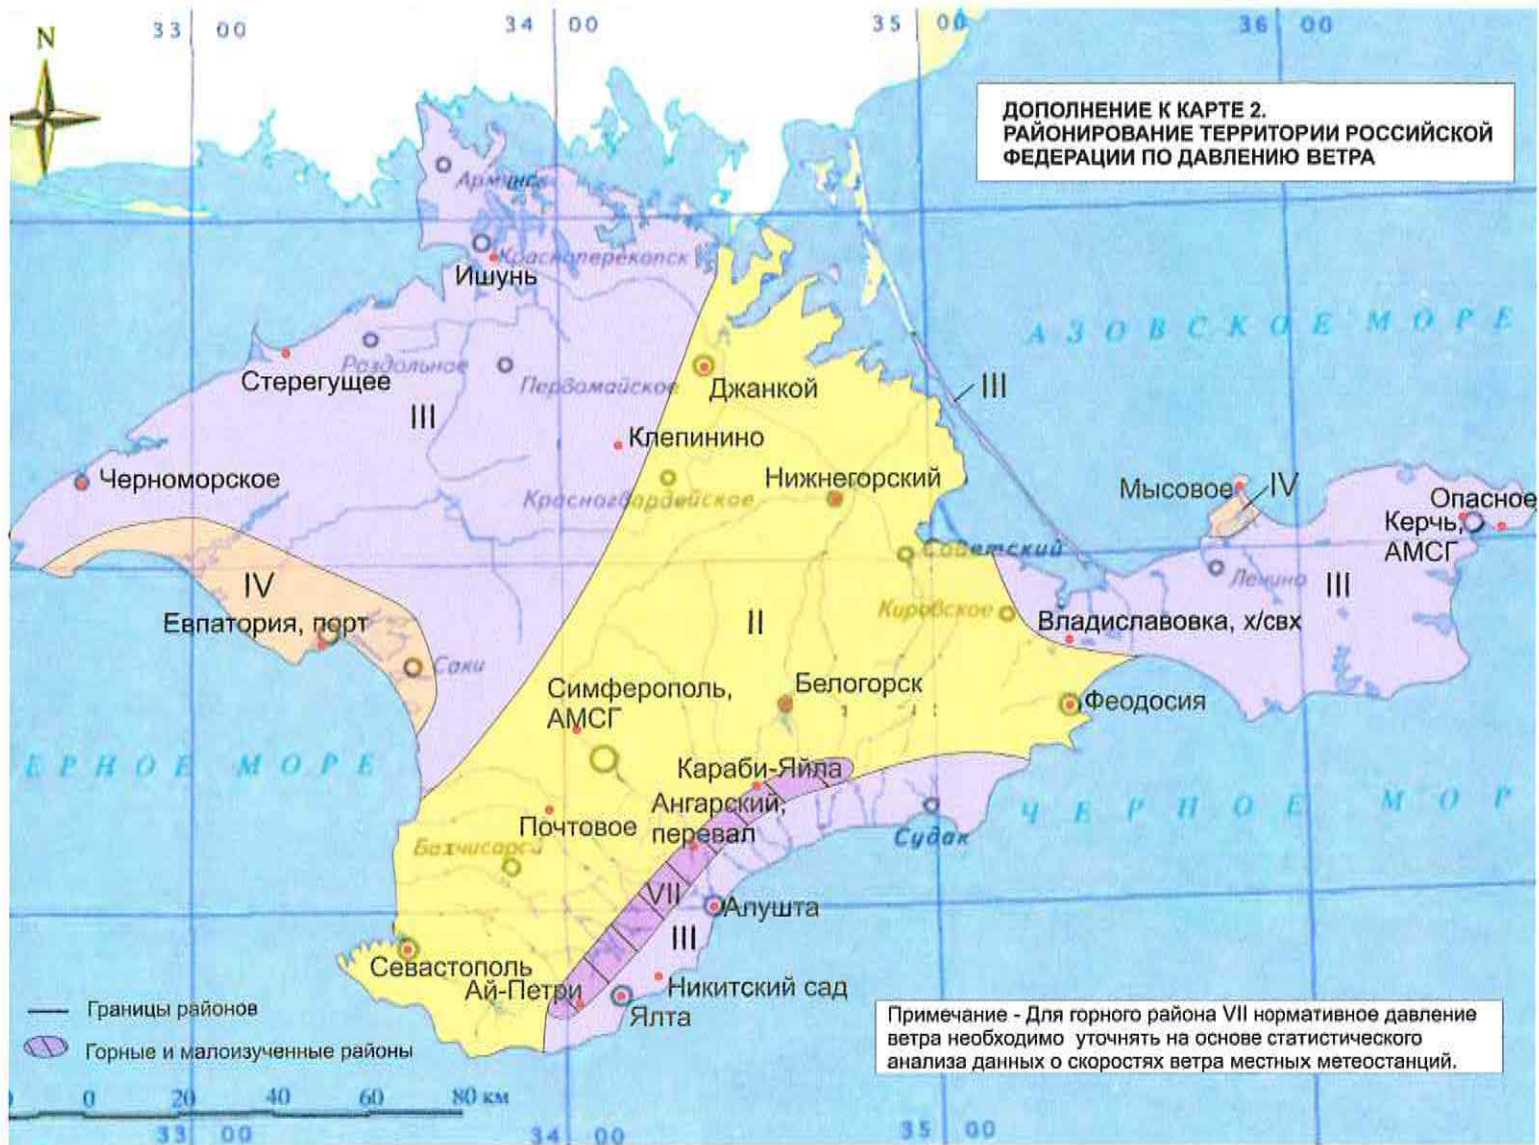 33 00
34 00
35 00
36 00
N
ДОПОЛНЕНИЕ К КАРТЕ 2.
РАЙОНИРОВАНИЕ ТЕРРИТОРИИ РОССИЙСКОЙ
ФЕДЕРАЦИИ ПО ДАВЛЕНИЮ ВЕТРА
Армянск
Красноперекопск
Ишунь
АЗОВСКОЕ МОРЕ
Стерегущее
Раздольное
Первомайское
Джанкой
III
III
Клепинино
Черноморское
Красногвардейское
Нижнегорский
Мысовое
IV
Опасное
Керчь,
АМСГ
Советский
IV
Ленино
III
Кировское
Евпатория, порт
II
Владиславовка, х/свх
Саки
Симферополь,
АМСГ
Белогорск
Феодосия
ЕРНОЕ МОРЕ
Караби-Яйла
Ангарский,
перевал
ЧЕРНОЕ МОР
Почтовое
Бахчисарай
Судак
VII
Алушта
III
Севастополь
Ай-Петри
Никитский сад
Ялта
Границы районов
Горные и малоизученные районы
Примечание - Для горного района VII нормативное давление
ветра необходимо уточнять на основе статистического
анализа данных о скоростях ветра местных метеостанций.
0 20 40 60 80 км
33 00
34 00
35 00